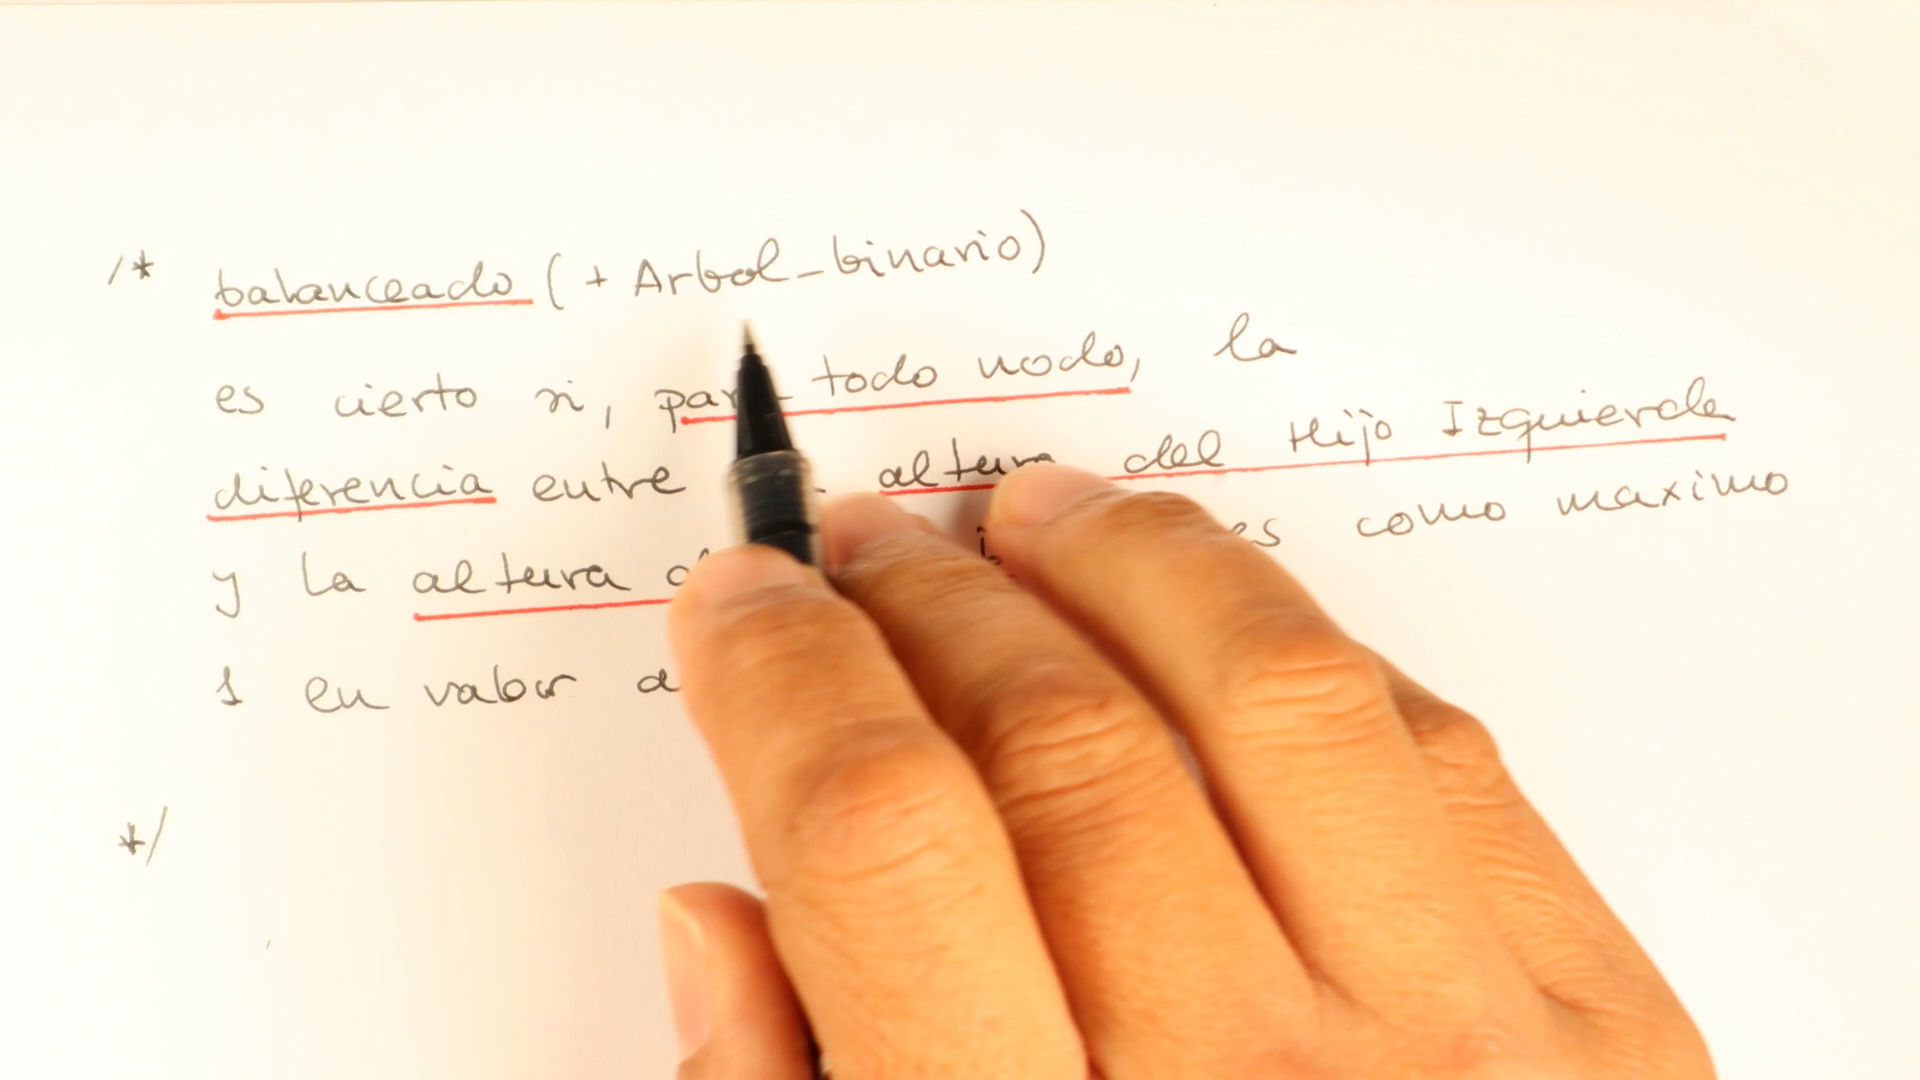 /* balanceado (+ Arbol_binario)
es cierto si, para todo nodo, la
diferencia entre altura del Hijo Izquierdo
y la altura es como maximo
1 en valor
*/